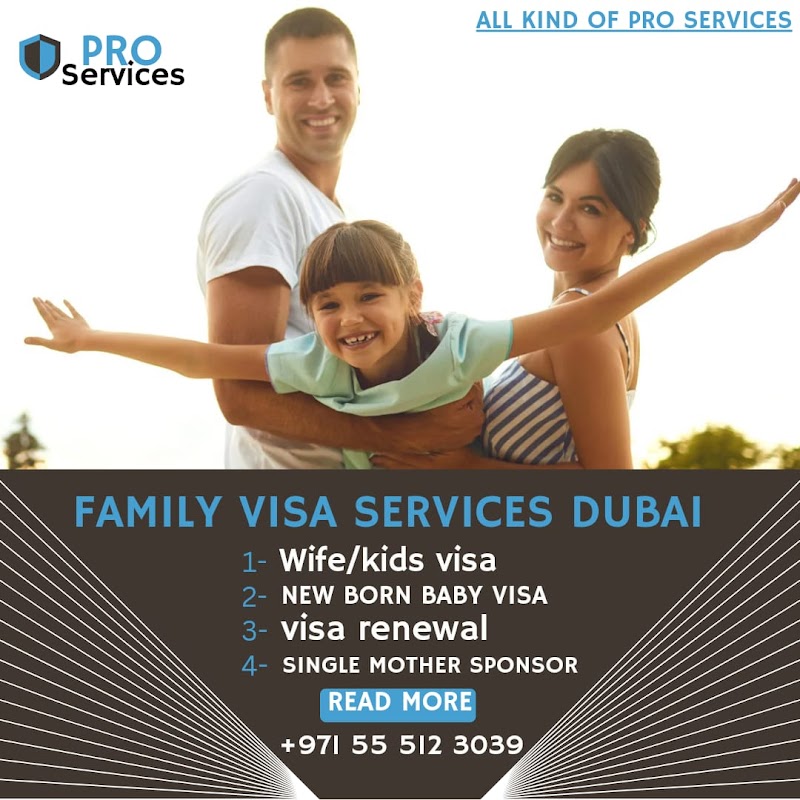 ALL KIND OF PRO SERVICES
PRO
Services
FAMILY VISA SERVICES DUBAI
1- Wife/kids visa
2- NEW BORN BABY VISA
3- visa renewal
4- SINGLE MOTHER SPONSOR
READ MORE
+971 55 512 3039